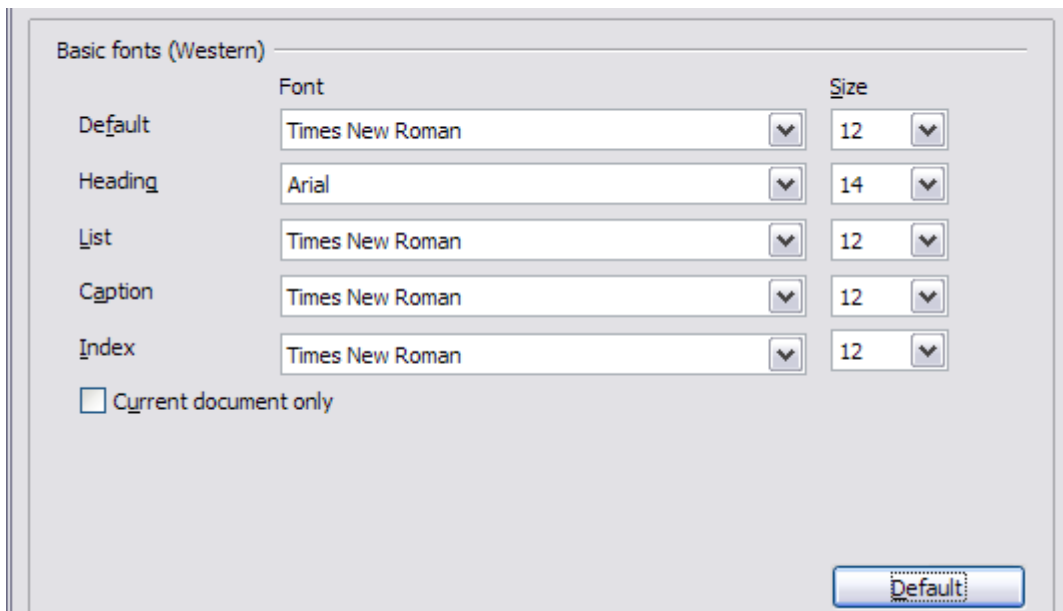 Basic fonts (Western)
Font Size
Default Times New Roman 12
Heading Arial 14
List Times New Roman 12
Caption Times New Roman 12
Index Times New Roman 12
Current document only
Default